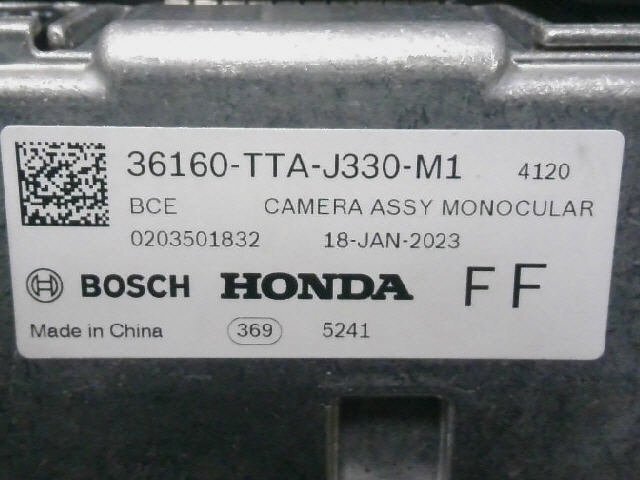 36160-TTA-J330-M1 4120
BCE CAMERA ASSY MONOCULAR
0203501832 18-JAN-2023
BOSCH HONDA FF
Made in China 369 5241